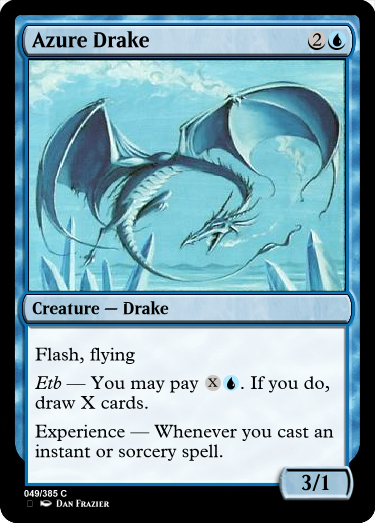 Azure Drake 2
Creature — Drake
Flash, flying
Etb — You may pay X. If you do,
draw X cards.
Experience — Whenever you cast an
instant or sorcery spell.
3/1
049/385 C
Dan Frazier